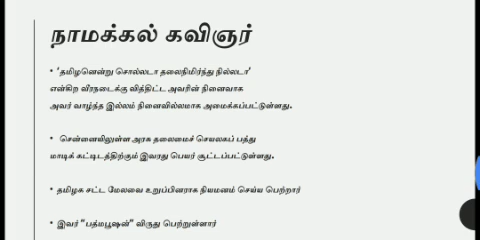 நாமக்கல் கவிஞர்
• 'தமிழனென்று சொல்லடா தலைநிமிர்ந்து நில்லடா'
என்கிற வீரநடைக்கு வித்திட்ட அவரின் நினைவாக
அவர் வாழ்ந்த இல்லம் நினைவில்லமாக அமைக்கப்பட்டுள்ளது.
• சென்னையிலுள்ள அரசு தலைமைச் செயலகப் பத்து
மாடிக் கட்டிடத்திற்கும் இவரது பெயர் சூட்டப்பட்டுள்ளது.
• தமிழக சட்ட மேலவை உறுப்பினராக நியமனம் செய்ய பெற்றார்
• இவர் "பத்மபூஷன்" விருது பெற்றுள்ளார்